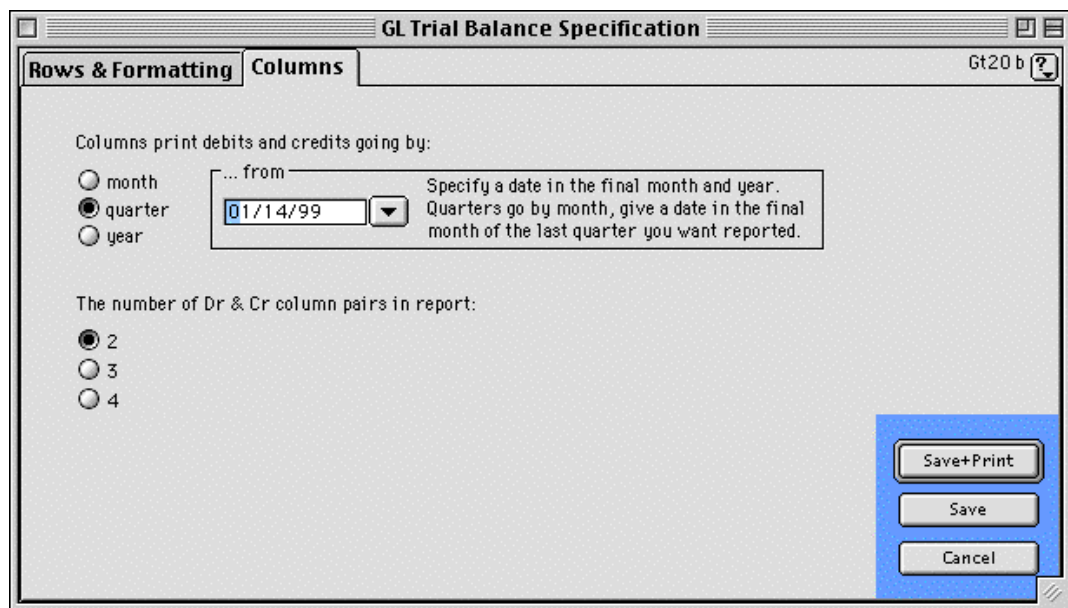 GL Trial Balance Specification
Rows & Formatting
Columns
Gt20 b
?
Columns print debits and credits going by:
month
quarter
year
... from
01/14/99
Specify a date in the final month and year.
Quarters go by month, give a date in the final
month of the last quarter you want reported.
The number of Dr & Cr column pairs in report:
2
3
4
Save+Print
Save
Cancel